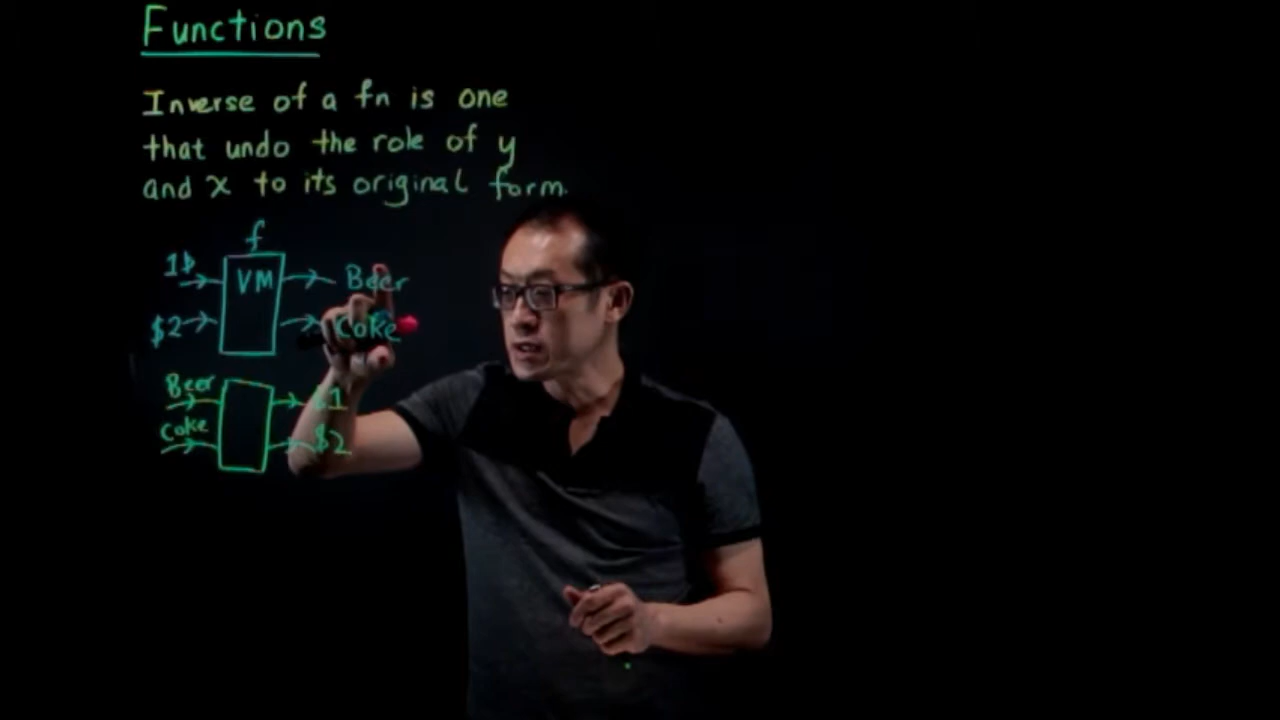 Functions
Inverse of a fn is one
that undo the role of y
and x to its original form.
f
1$ VM Beer
$2 Coke
Beer $1
Coke $2